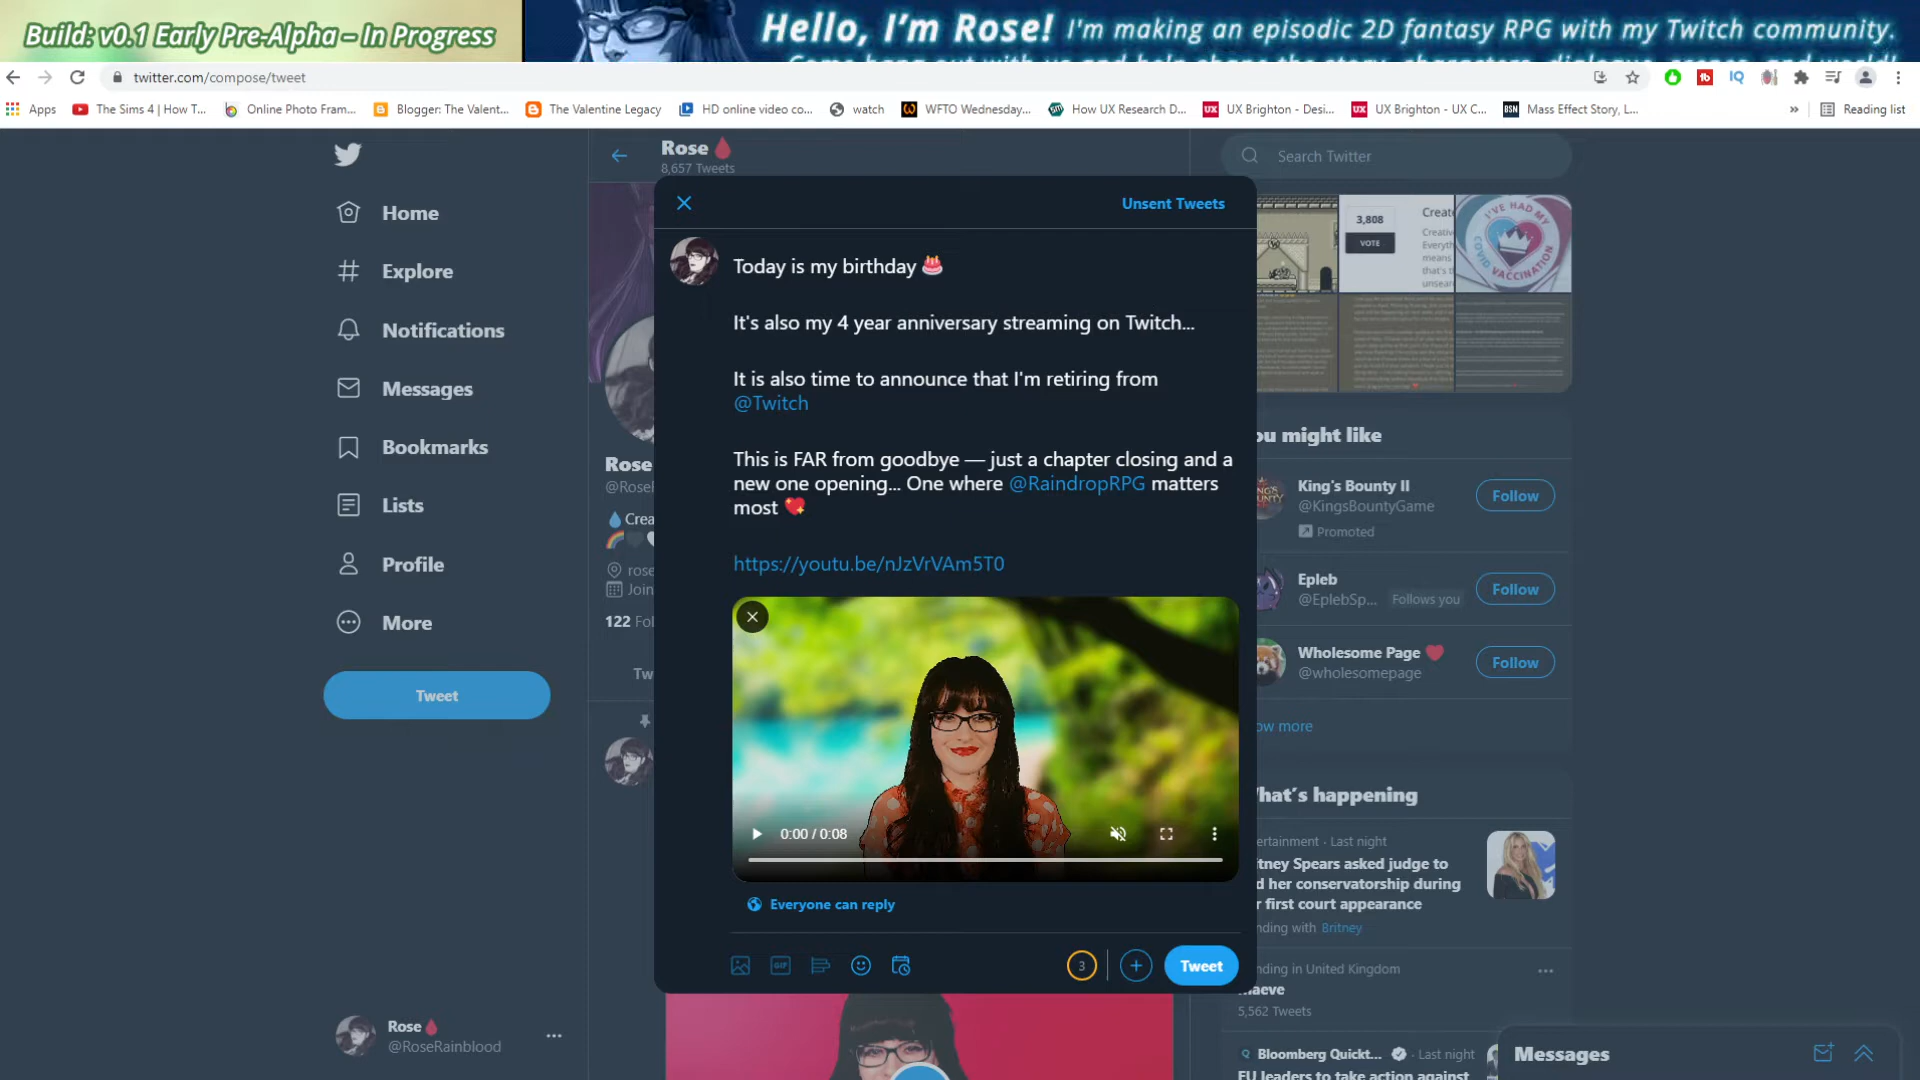 Build: v0.1 Early Pre-Alpha – In Progress
Hello, I'm Rose! I'm making an episodic 2D fantasy RPG with my Twitch community.
twitter.com/compose/tweet
Apps
The Sims 4 | How T...
Online Photo Fram...
Blogger: The Valent...
The Valentine Legacy
HD online video co...
watch
WFTO Wednesday...
How UX Research D...
UX Brighton - Desi...
UX Brighton - UX C...
Mass Effect Story, L...
Reading list
Rose
8,657 Tweets
Search Twitter
Home
Explore
Notifications
Messages
Bookmarks
Lists
Profile
More
Tweet
Rose
@RoseRainblood
Rose
@Rose
Crea
rose
Join
122 Fol
Tw
Unsent Tweets
Today is my birthday 🎂
It's also my 4 year anniversary streaming on Twitch...
It is also time to announce that I'm retiring from
@Twitch
This is FAR from goodbye — just a chapter closing and a
new one opening... One where @RaindropRPG matters
most 💖
https://youtu.be/nJzVrVAm5T0
0:00 / 0:08
Everyone can reply
GIF
3
Tweet
3,808
VOTE
Create
Creativ
Everyth
means
that's t
unsear
I'VE HAD MY
COVID VACCINATION
ou might like
King's Bounty II
@KingsBountyGame
Promoted
Follow
Epleb
@EplebSp...
Follows you
Follow
Wholesome Page
@wholesomepage
Follow
ow more
hat's happening
ertainment · Last night
tney Spears asked judge to
d her conservatorship during
r first court appearance
nding with Britney
nding in United Kingdom
maeve
5,562 Tweets
Bloomberg Quickt... · Last night
EU leaders to take action against
Messages